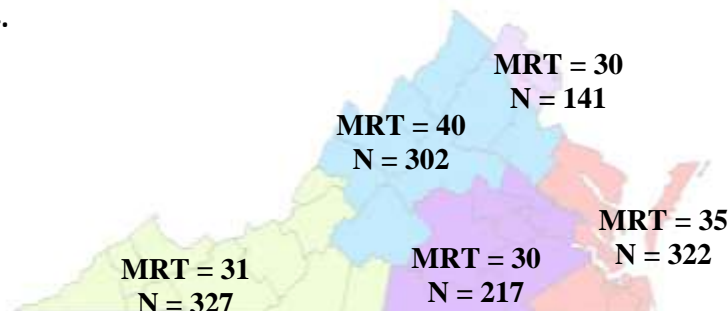 MRT = 30
N = 141
MRT = 40
N = 302
MRT = 35
N = 322
MRT = 31
N = 327
MRT = 30
N = 217